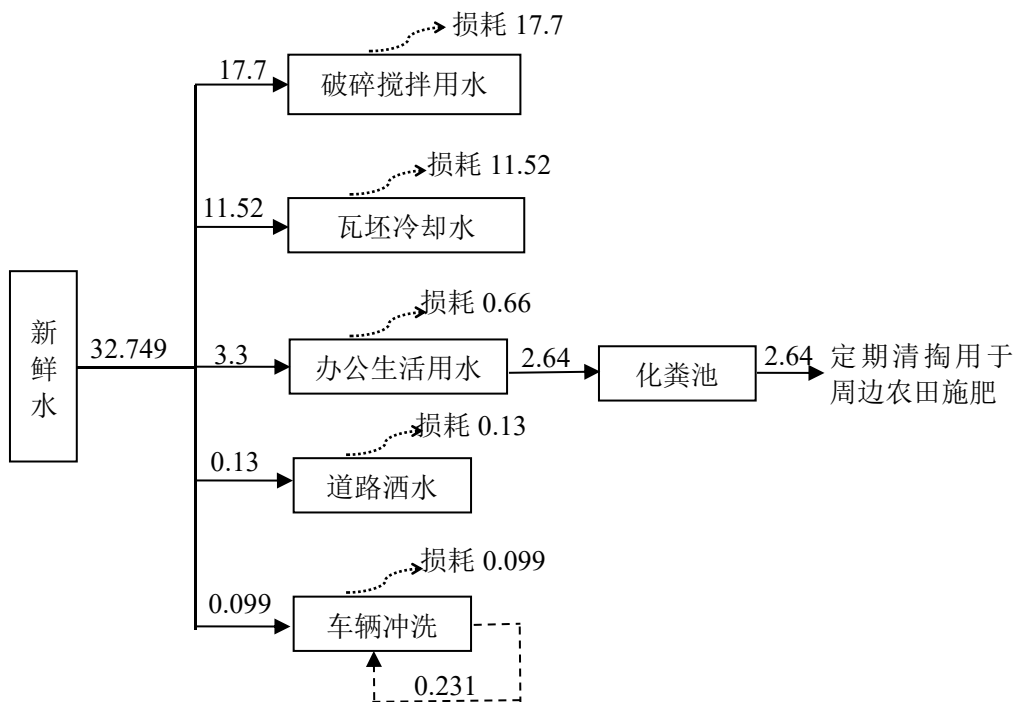 损耗 17.7
17.7
破碎搅拌用水
损耗 11.52
11.52
瓦坯冷却水
新鲜水
32.749
损耗 0.66
3.3
办公生活用水
2.64
化粪池
2.64
定期清掏用于
周边农田施肥
损耗 0.13
0.13
道路洒水
损耗 0.099
0.099
车辆冲洗
0.231